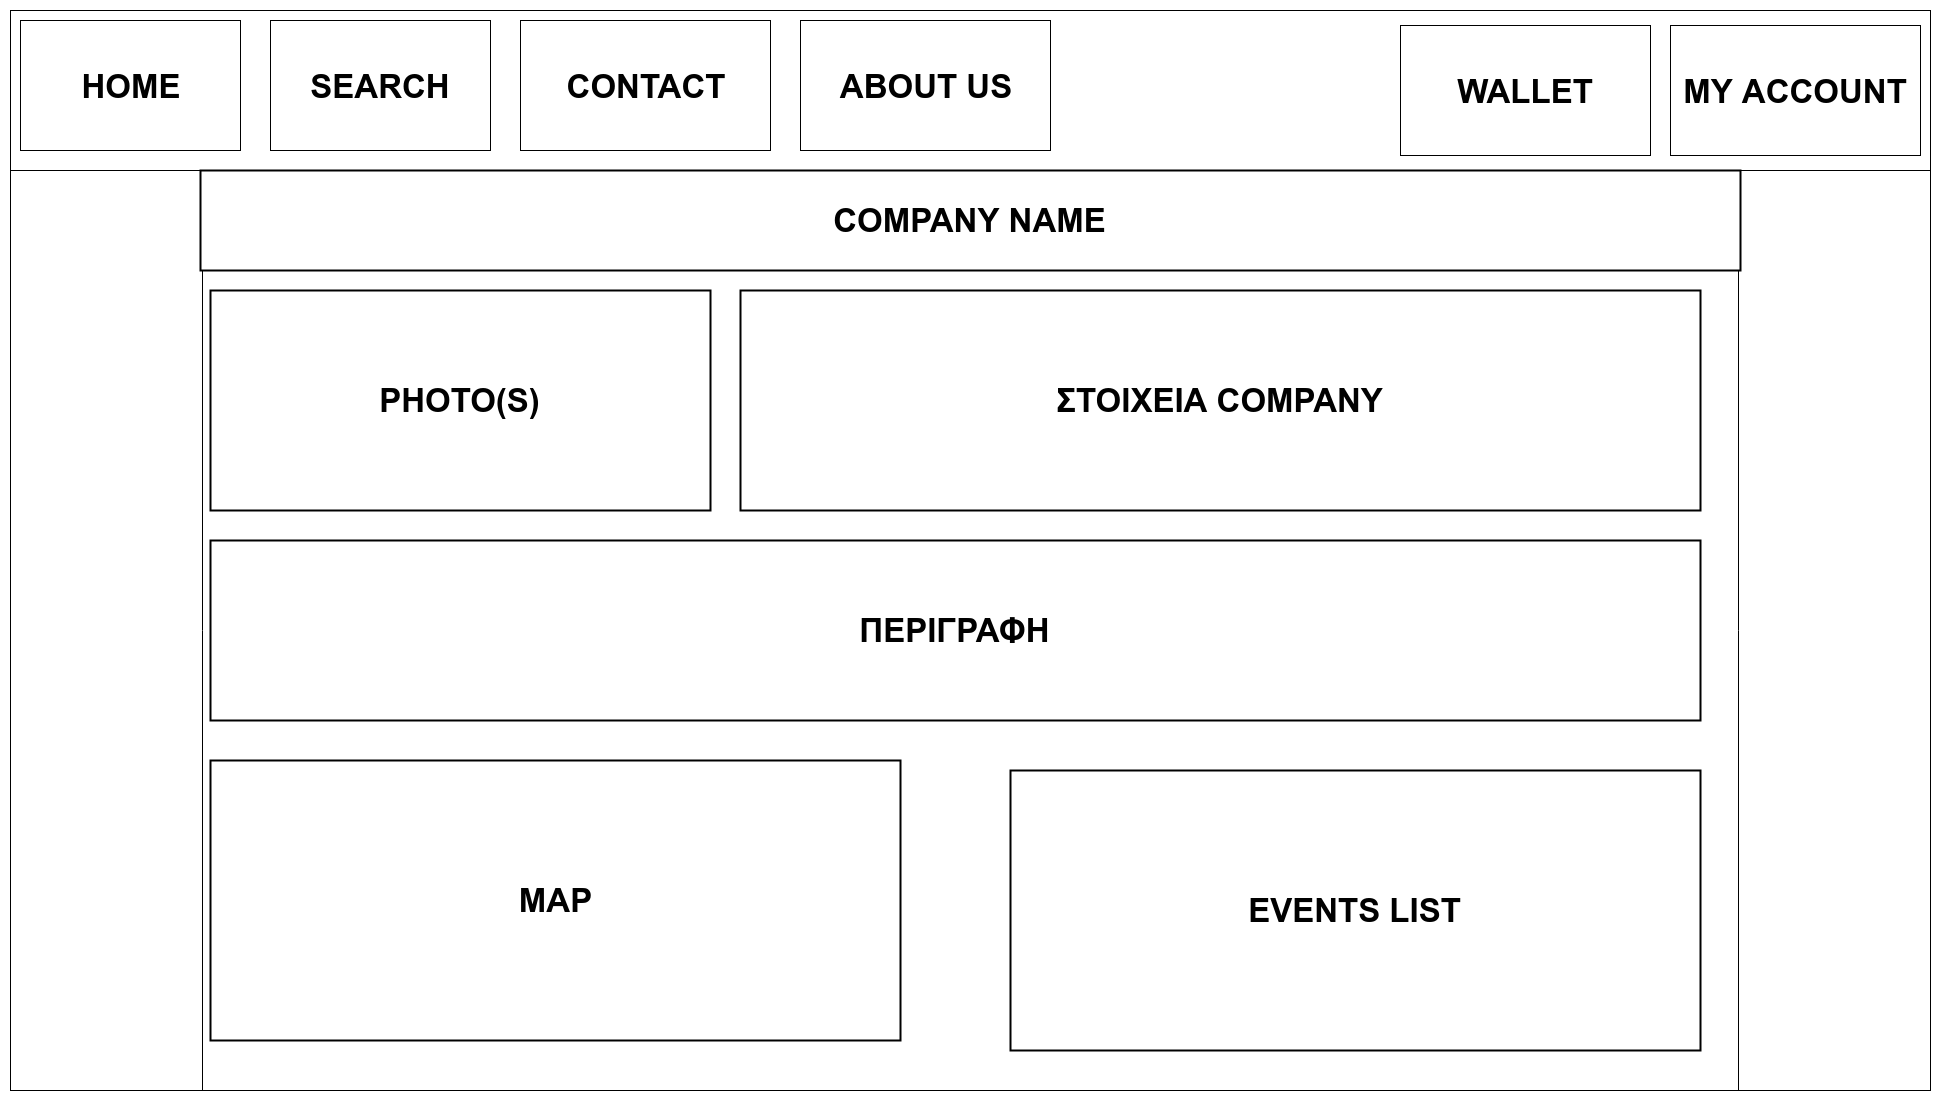 HOME
SEARCH
CONTACT
ABOUT US
WALLET
MY ACCOUNT
COMPANY NAME
PHOTO(S)
ΣΤΟΙΧΕΙΑ COMPANY
ΠΕΡΙΓΡΑΦΗ
MAP
EVENTS LIST